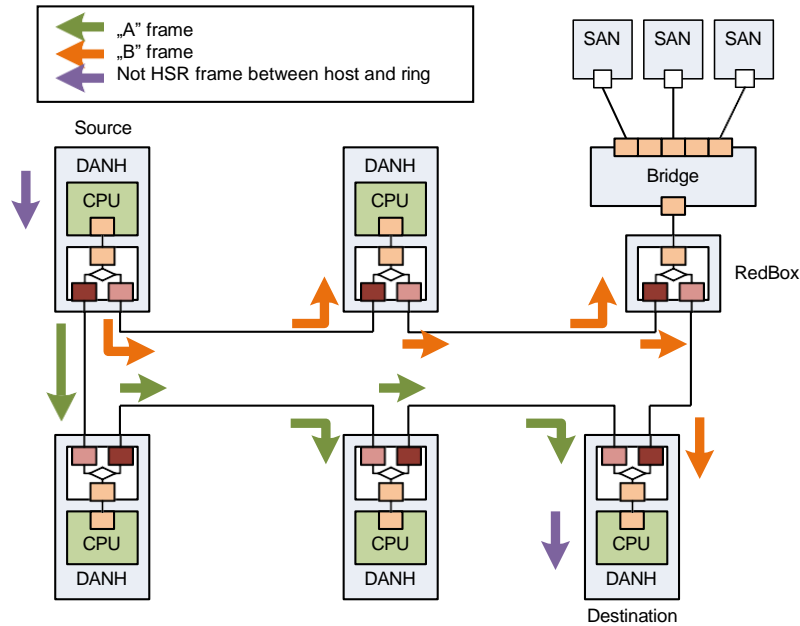 „A” frame
„B” frame
Not HSR frame between host and ring
SAN
SAN
SAN
Source
DANH
CPU
DANH
CPU
Bridge
RedBox
CPU
DANH
CPU
DANH
CPU
DANH
Destination